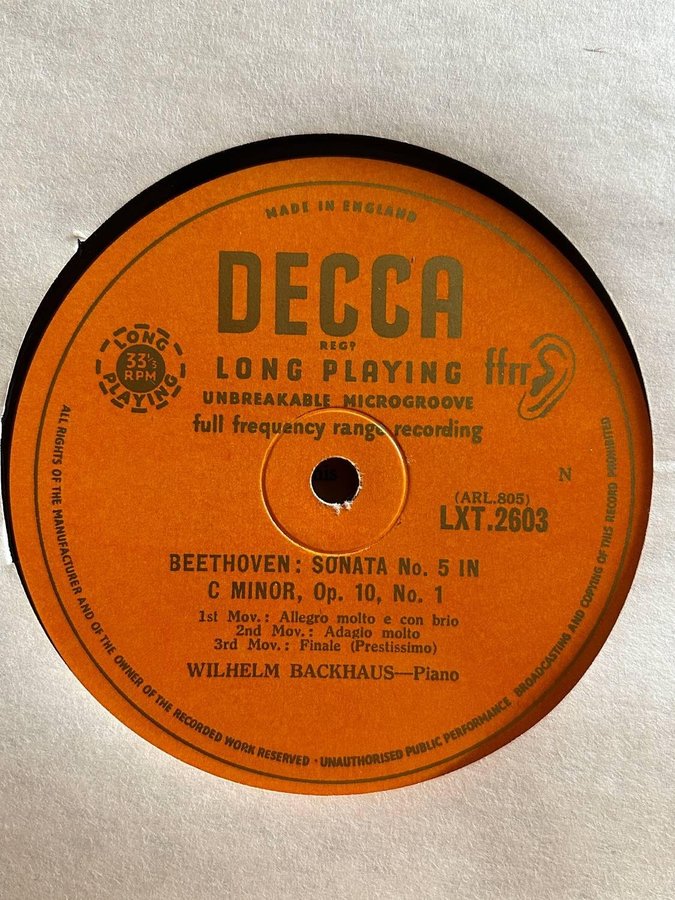 MADE IN ENGLAND
DECCA
REGD
LONG PLAYING
33⅓ RPM
LONG PLAYING
ffrr
UNBREAKABLE MICROGROOVE
full frequency range recording
N
(ARL.805)
LXT.2603
BEETHOVEN: SONATA No. 5 IN
C MINOR, Op. 10, No. 1
1st Mov.: Allegro molto e con brio
2nd Mov.: Adagio molto
3rd Mov.: Finale (Prestissimo)
WILHELM BACKHAUS—Piano
ALL RIGHTS OF THE MANUFACTURER AND OF THE OWNER OF THE RECORDED WORK RESERVED · UNAUTHORISED PUBLIC PERFORMANCE BROADCASTING AND COPYING OF THIS RECORD PROHIBITED